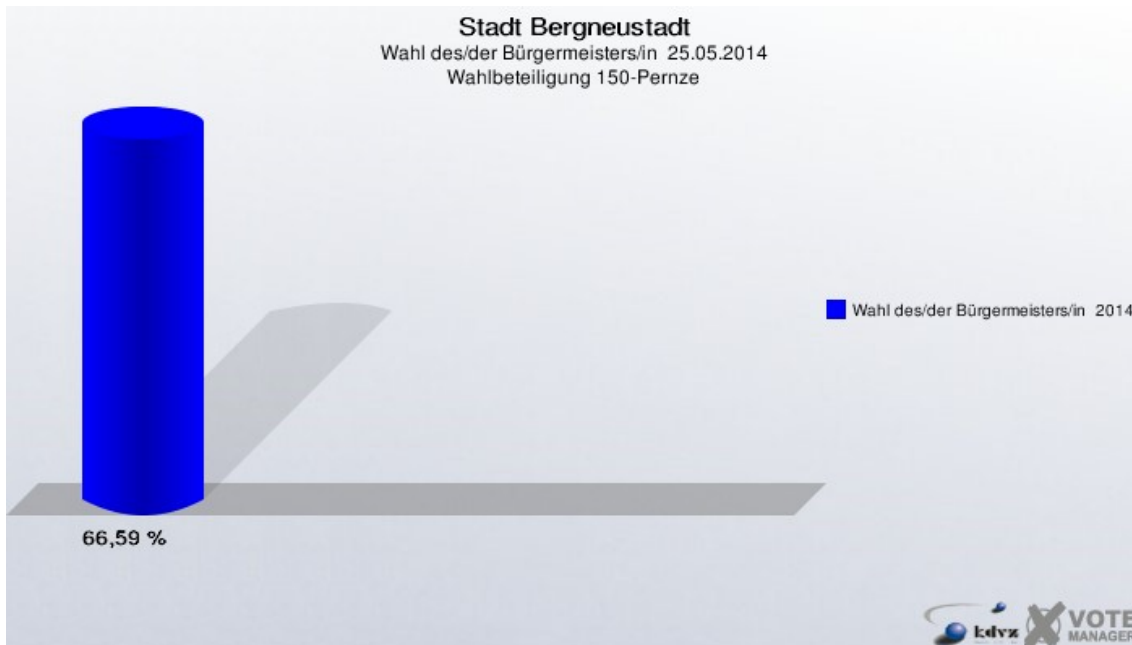 Stadt Bergneustadt
Wahl des/der Bürgermeisters/in 25.05.2014
Wahlbeteiligung 150-Pernze
Wahl des/der Bürgermeisters/in 2014
66,59 %
kdvz
VOTE
MANAGER